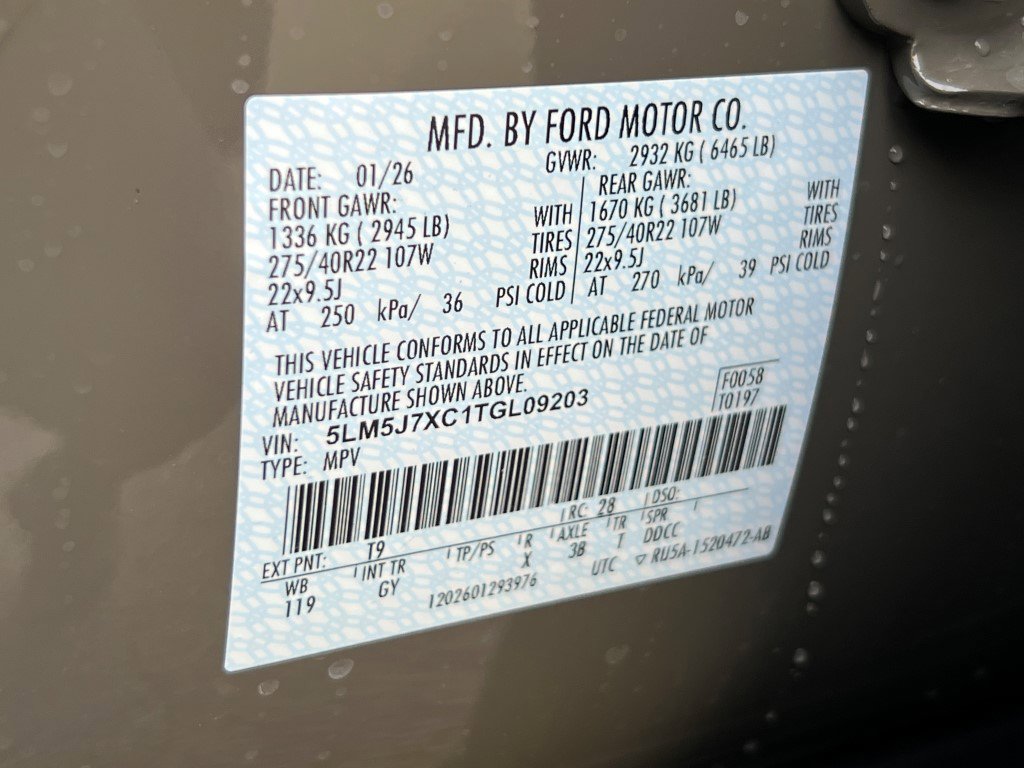 MFD. BY FORD MOTOR CO.
DATE: 01/26 GVWR: 2932 KG ( 6465 LB)
FRONT GAWR: REAR GAWR:
1336 KG ( 2945 LB) WITH 1670 KG ( 3681 LB) WITH
275/40R22 107W TIRES 275/40R22 107W TIRES
22x9.5J RIMS 22x9.5J RIMS
AT 250 kPa/ 36 PSI COLD AT 270 kPa/ 39 PSI COLD
THIS VEHICLE CONFORMS TO ALL APPLICABLE FEDERAL MOTOR
VEHICLE SAFETY STANDARDS IN EFFECT ON THE DATE OF
MANUFACTURE SHOWN ABOVE.
VIN: 5LM5J7XC1TGL09203 F0058
TYPE: MPV T0197
EXT PNT: T9 RC: 28 DSO:
WB INT TR TP/PS R AXLE TR SPR
119 GY X 3B T DDCC
1202601293976 UTC ▽ RU5A-1520472-AB